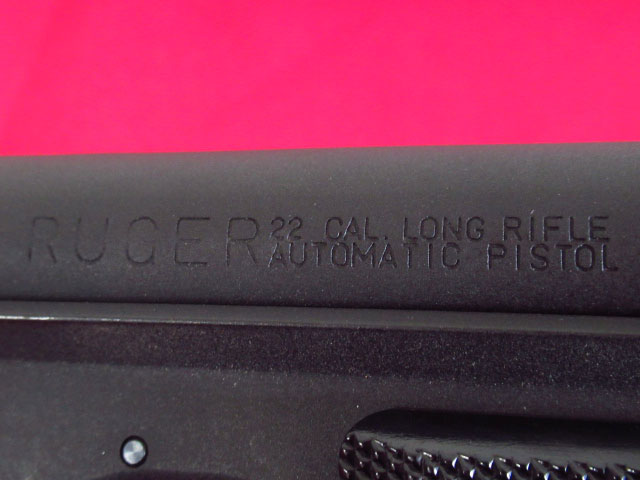 RUGER 22 CAL. LONG RIFLE
AUTOMATIC PISTOL